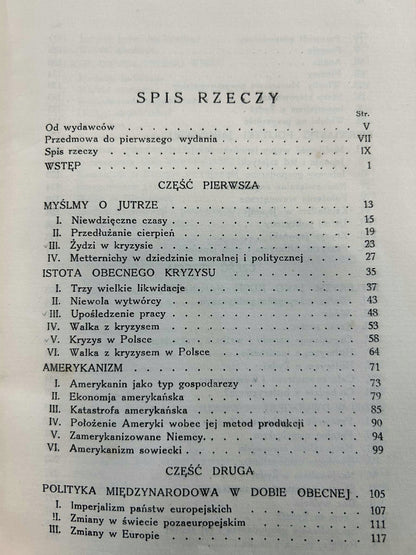 SPIS RZECZY
Str.
Od wydawców . . . . . . . . . . . . . V
Przedmowa do pierwszego wydania . . . . . . . . VII
Spis rzeczy . . . . . . . . . . . . . . IX
WSTĘP . . . . . . . . . . . . . . . 1
CZĘŚĆ PIERWSZA
MYŚLMY O JUTRZE . . . . . . . . . . . 13
I. Niewdzięczne czasy . . . . . . . . . . 15
II. Przedłużanie cierpień . . . . . . . . . . 19
III. Żydzi w kryzysie . . . . . . . . . . . 23
IV. Metternichy w dziedzinie moralnej i politycznej . . . 27
ISTOTA OBECNEGO KRYZYSU . . . . . . . . 35
I. Trzy wielkie likwidacje . . . . . . . . . 37
II. Niewola wytwórcy . . . . . . . . . . 43
III. Upośledzenie pracy . . . . . . . . . . 48
IV. Walka z kryzysem . . . . . . . . . . 53
V. Kryzys w Polsce . . . . . . . . . . . 58
VI. Walka z kryzysem w Polsce . . . . . . . . 64
AMERYKANIZM . . . . . . . . . . . . 71
I. Amerykanin jako typ gospodarczy . . . . . . 73
II. Ekonomja amerykańska . . . . . . . . . 79
III. Katastrofa amerykańska . . . . . . . . . 85
IV. Położenie Ameryki wobec jej metod produkcji . . . 90
V. Zamerykanizowane Niemcy. . . . . . . . . 94
VI. Amerykanizm sowiecki . . . . . . . . . 99
CZĘŚĆ DRUGA
POLITYKA MIĘDZYNARODOWA W DOBIE OBECNEJ . 105
I. Imperjalizm państw europejskich . . . . . . 107
II. Zmiany w świecie pozaeuropejskim . . . . . . 111
III. Zmiany w Europie . . . . . . . . . . 117